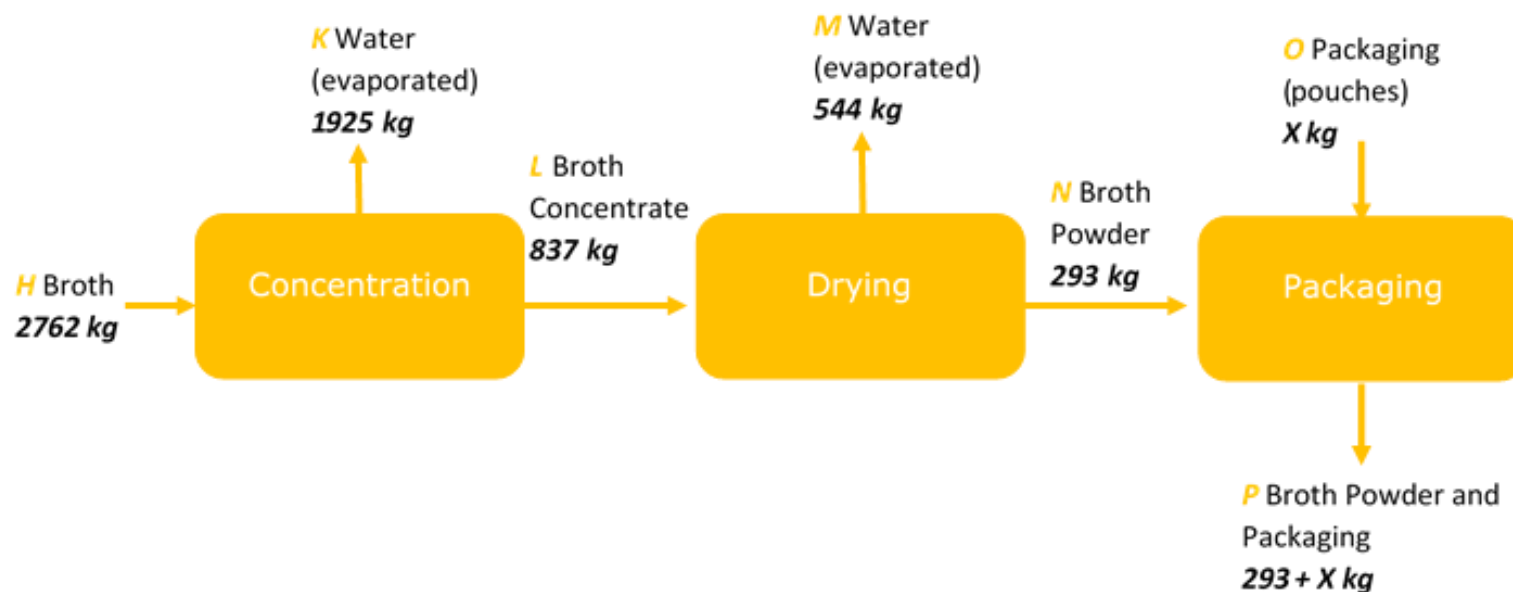 K Water
(evaporated)
1925 kg
M Water
(evaporated)
544 kg
O Packaging
(pouches)
X kg
L Broth
Concentrate
837 kg
N Broth
Powder
293 kg
H Broth
2762 kg
Concentration
Drying
Packaging
P Broth Powder and
Packaging
293 + X kg